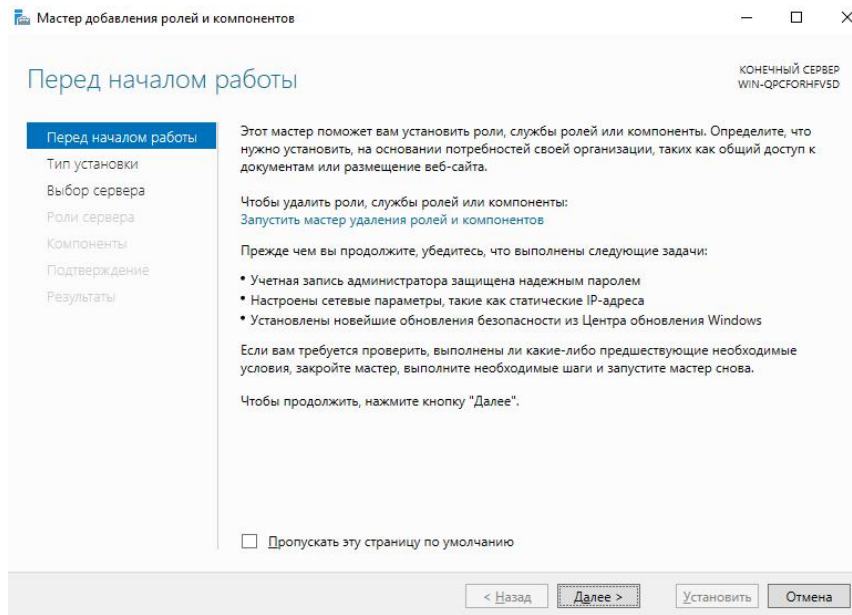 Мастер добавления ролей и компонентов
Перед началом работы
КОНЕЧНЫЙ СЕРВЕР
WIN-QPCFORHFV5D
Перед началом работы
Тип установки
Выбор сервера
Роли сервера
Компоненты
Подтверждение
Результаты
Этот мастер поможет вам установить роли, службы ролей или компоненты. Определите, что
нужно установить, на основании потребностей своей организации, таких как общий доступ к
документам или размещение веб-сайта.
Чтобы удалить роли, службы ролей или компоненты:
Запустить мастер удаления ролей и компонентов
Прежде чем вы продолжите, убедитесь, что выполнены следующие задачи:
• Учетная запись администратора защищена надежным паролем
• Настроены сетевые параметры, такие как статические IP-адреса
• Установлены новейшие обновления безопасности из Центра обновления Windows
Если вам требуется проверить, выполнены ли какие-либо предшествующие необходимые
условия, закройте мастер, выполните необходимые шаги и запустите мастер снова.
Чтобы продолжить, нажмите кнопку "Далее".
Пропускать эту страницу по умолчанию
< Назад
Далее >
Установить
Отмена